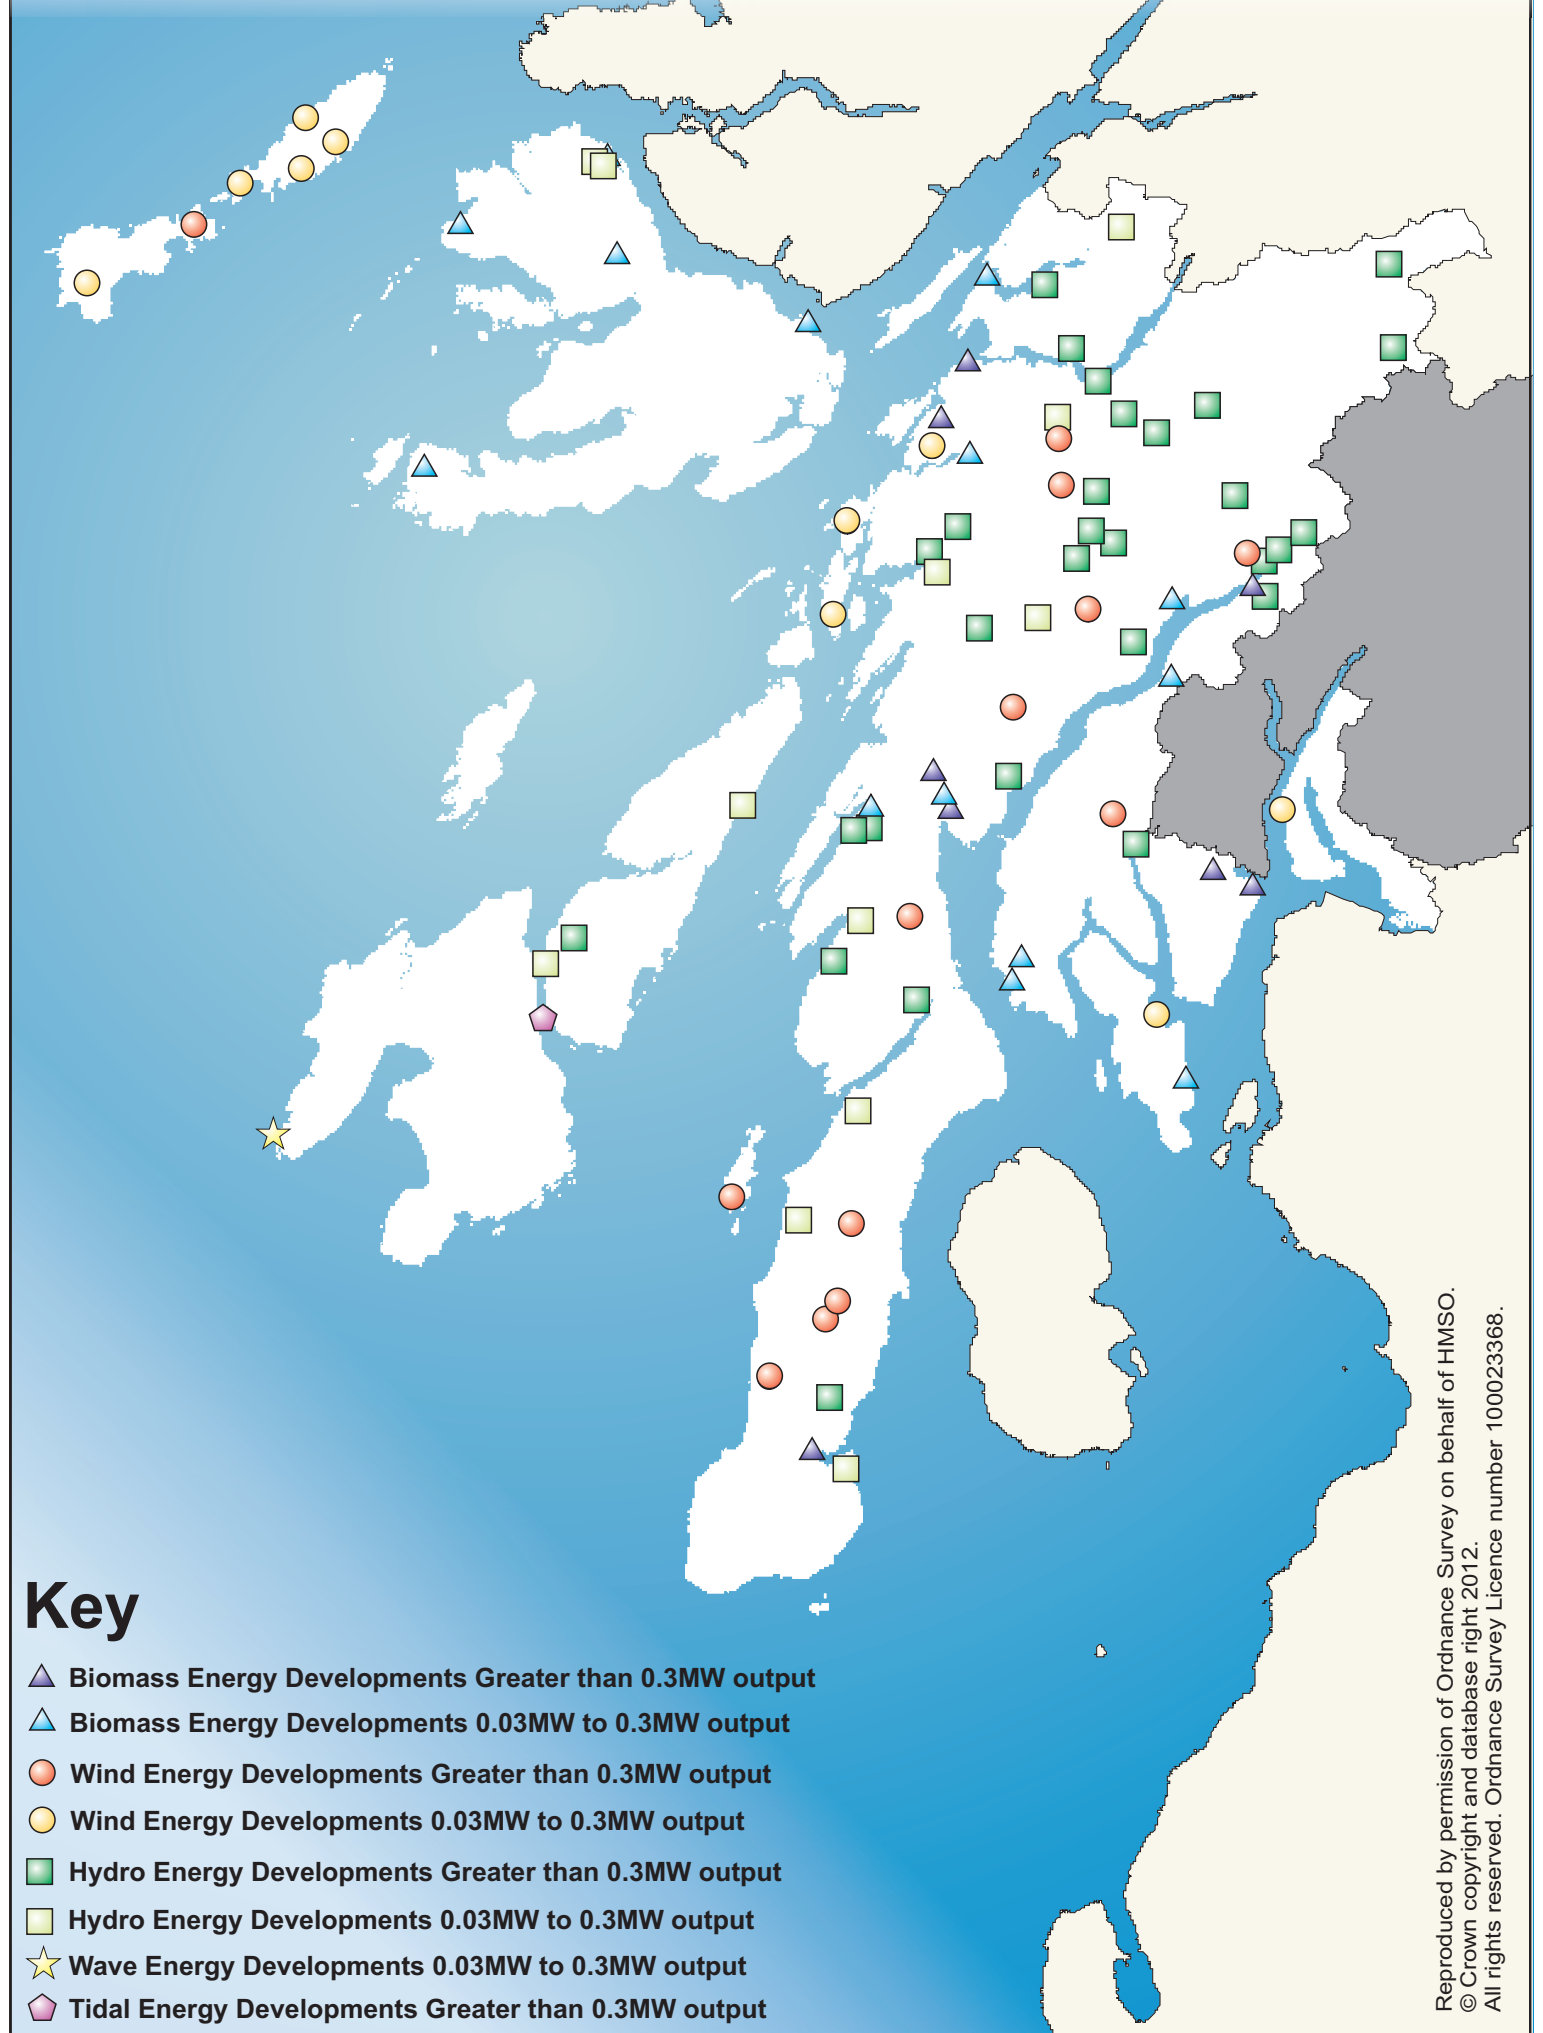 Key
Biomass Energy Developments Greater than 0.3MW output
Biomass Energy Developments 0.03MW to 0.3MW output
Wind Energy Developments Greater than 0.3MW output
Wind Energy Developments 0.03MW to 0.3MW output
Hydro Energy Developments Greater than 0.3MW output
Hydro Energy Developments 0.03MW to 0.3MW output
Wave Energy Developments 0.03MW to 0.3MW output
Tidal Energy Developments Greater than 0.3MW output
Reproduced by permission of Ordnance Survey on behalf of HMSO.
© Crown copyright and database right 2012.
All rights reserved. Ordnance Survey Licence number 100023368.